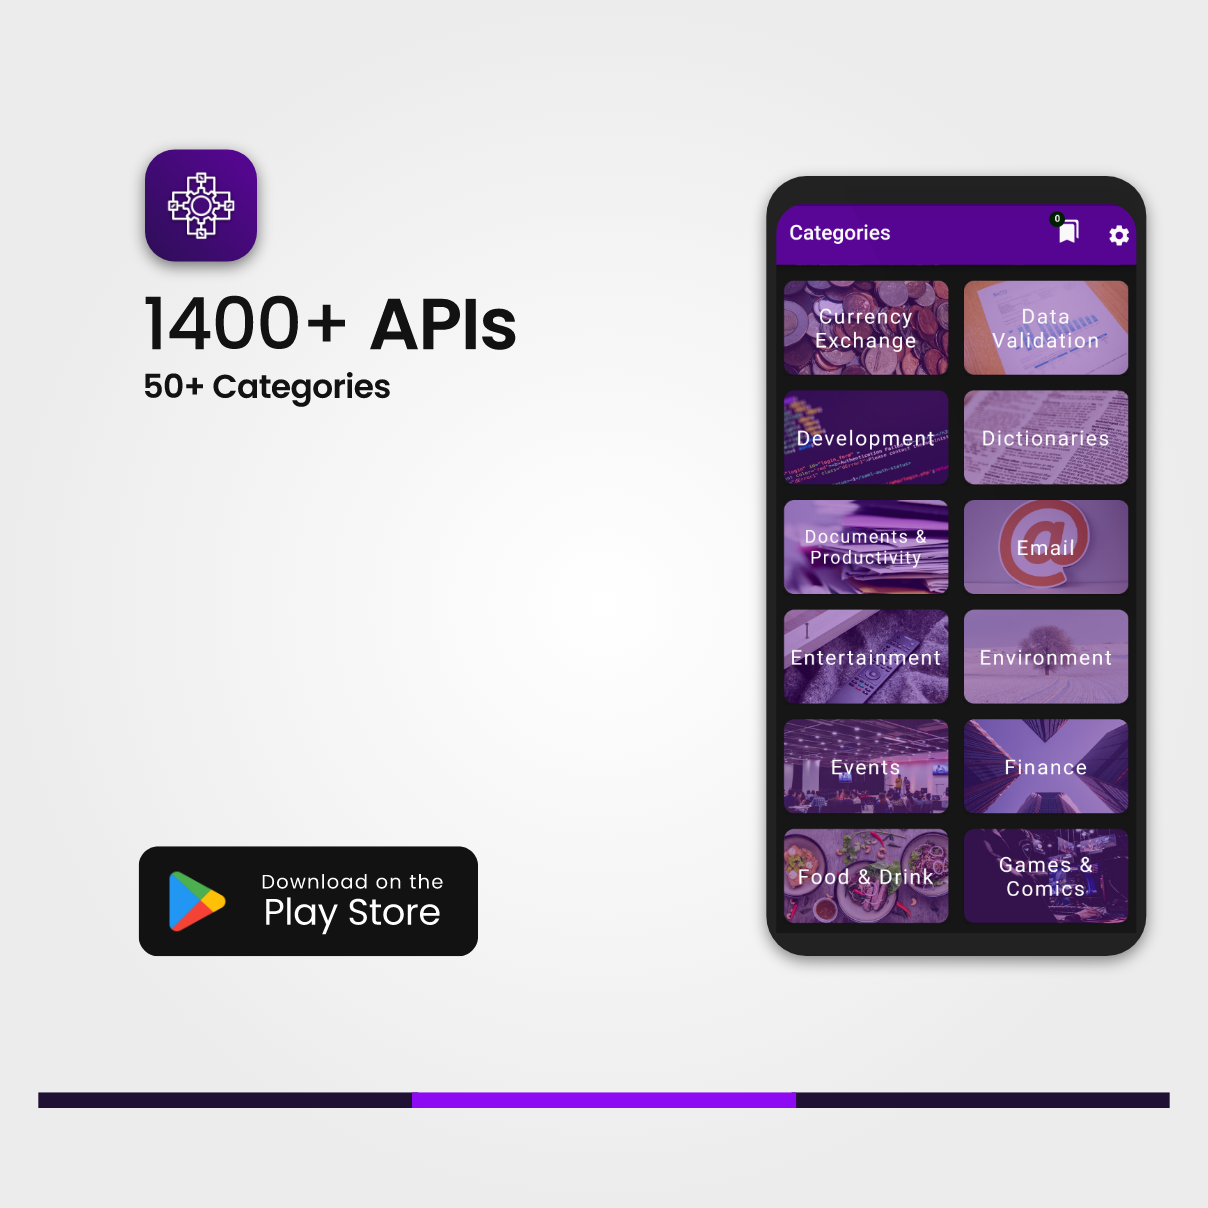 1400+ APIs
50+ Categories
Download on the
Play Store
Categories
0
Currency
Exchange
Data
Validation
Development
Dictionaries
Documents &
Productivity
Email
Entertainment
Environment
Events
Finance
Food & Drink
Games &
Comics